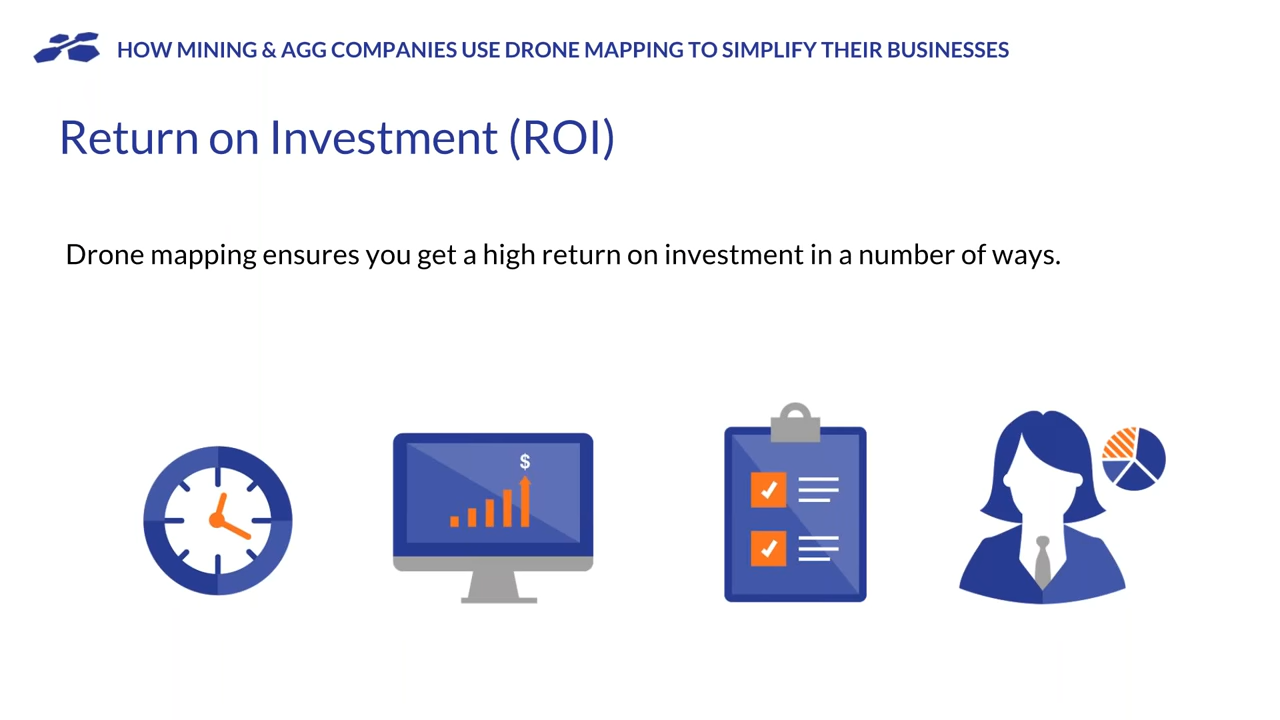 HOW MINING & AGG COMPANIES USE DRONE MAPPING TO SIMPLIFY THEIR BUSINESSES
Return on Investment (ROI)
Drone mapping ensures you get a high return on investment in a number of ways.
$